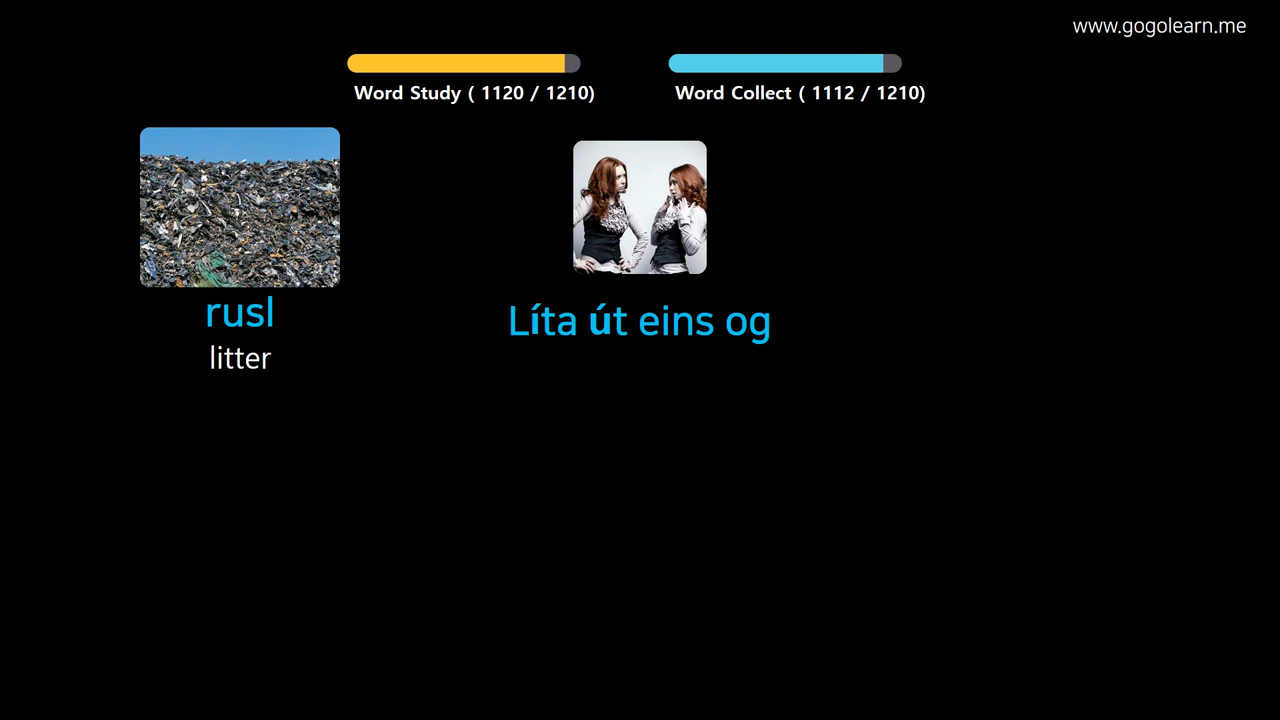 www.gogolearn.me
Word Study ( 1120 / 1210)
Word Collect ( 1112 / 1210)
rusl
litter
Líta út eins og